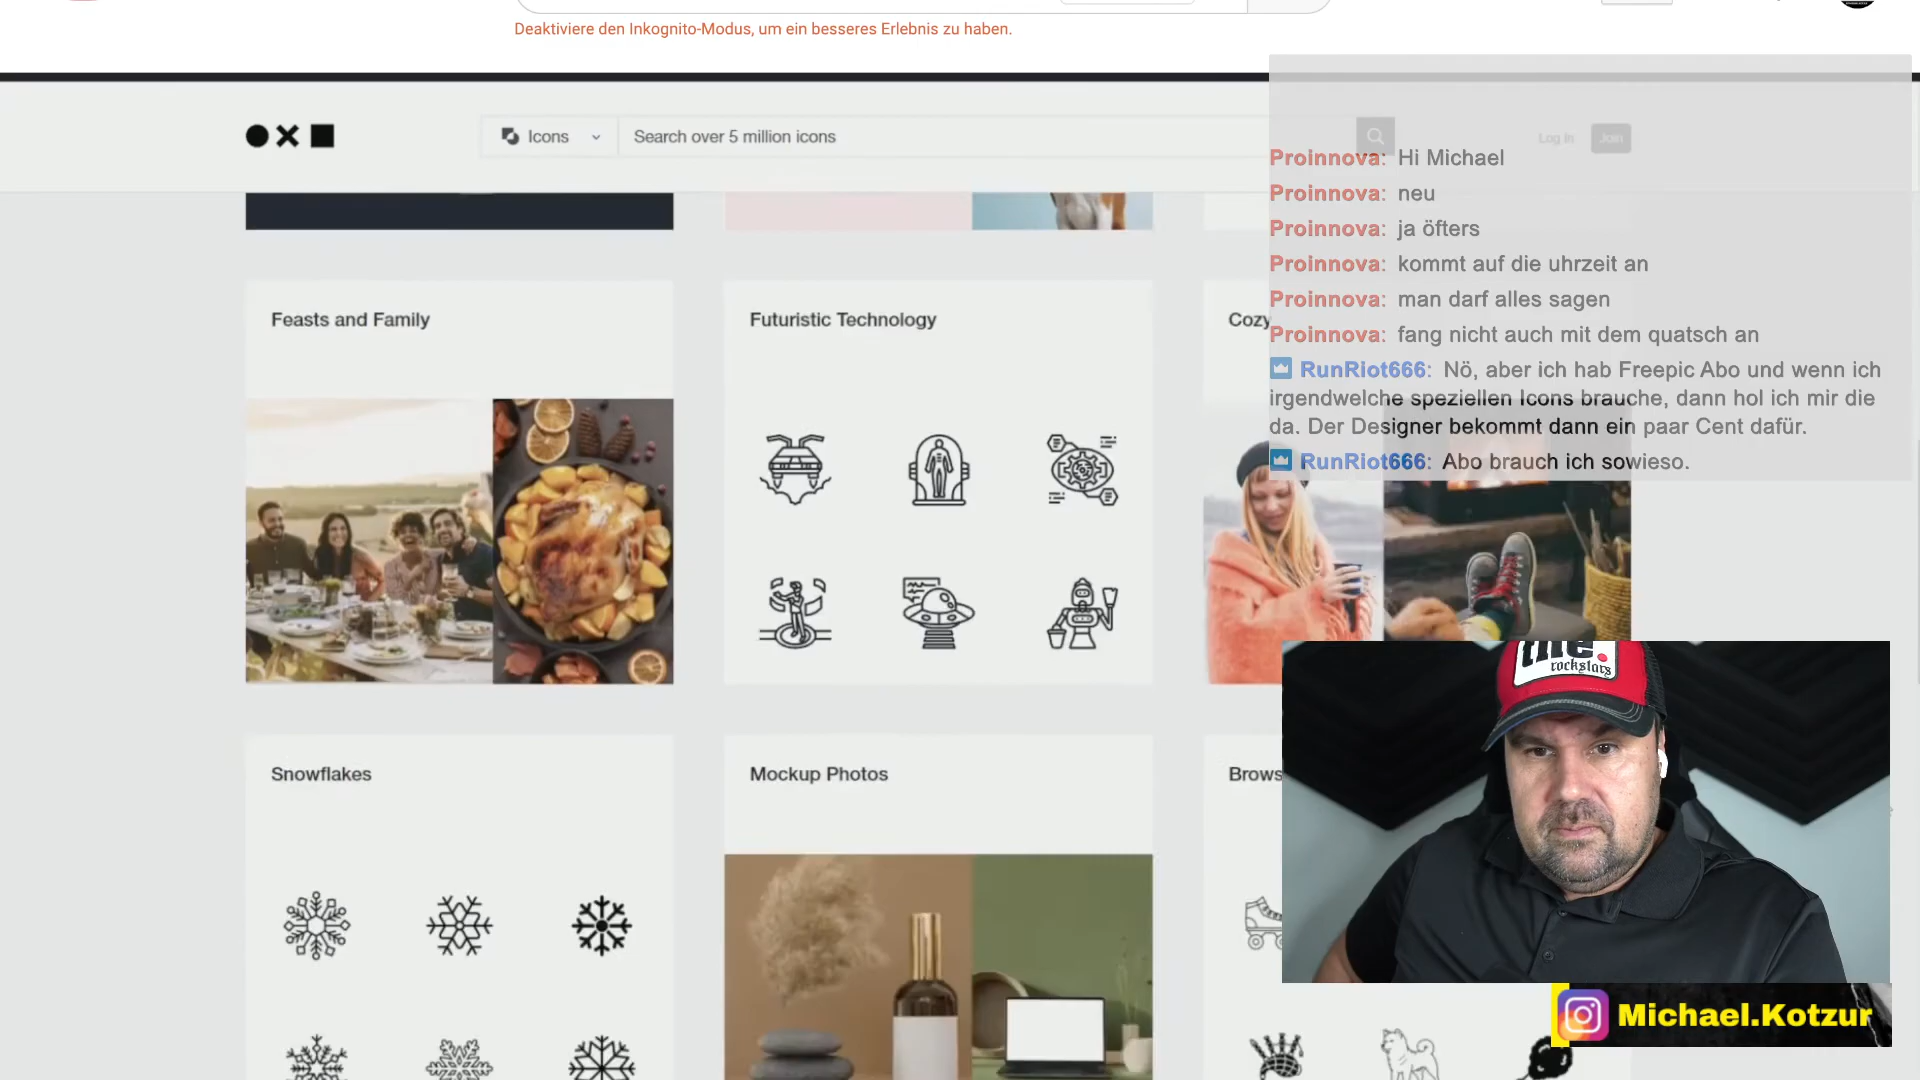 Deaktiviere den Inkognito-Modus, um ein besseres Erlebnis zu haben.
Icons
Search over 5 million icons
Log In
Join
Proinnova: Hi Michael
Proinnova: neu
Proinnova: ja öfters
Proinnova: kommt auf die uhrzeit an
Proinnova: man darf alles sagen
Proinnova: fang nicht auch mit dem quatsch an
RunRiot666: Nö, aber ich hab Freepic Abo und wenn ich
irgendwelche speziellen Icons brauche, dann hol ich mir die
da. Der Designer bekommt dann ein paar Cent dafür.
RunRiot666: Abo brauch ich sowieso.
Feasts and Family
Futuristic Technology
Cozy
Snowflakes
Mockup Photos
Brows
the.
rockstars
Michael.Kotzur